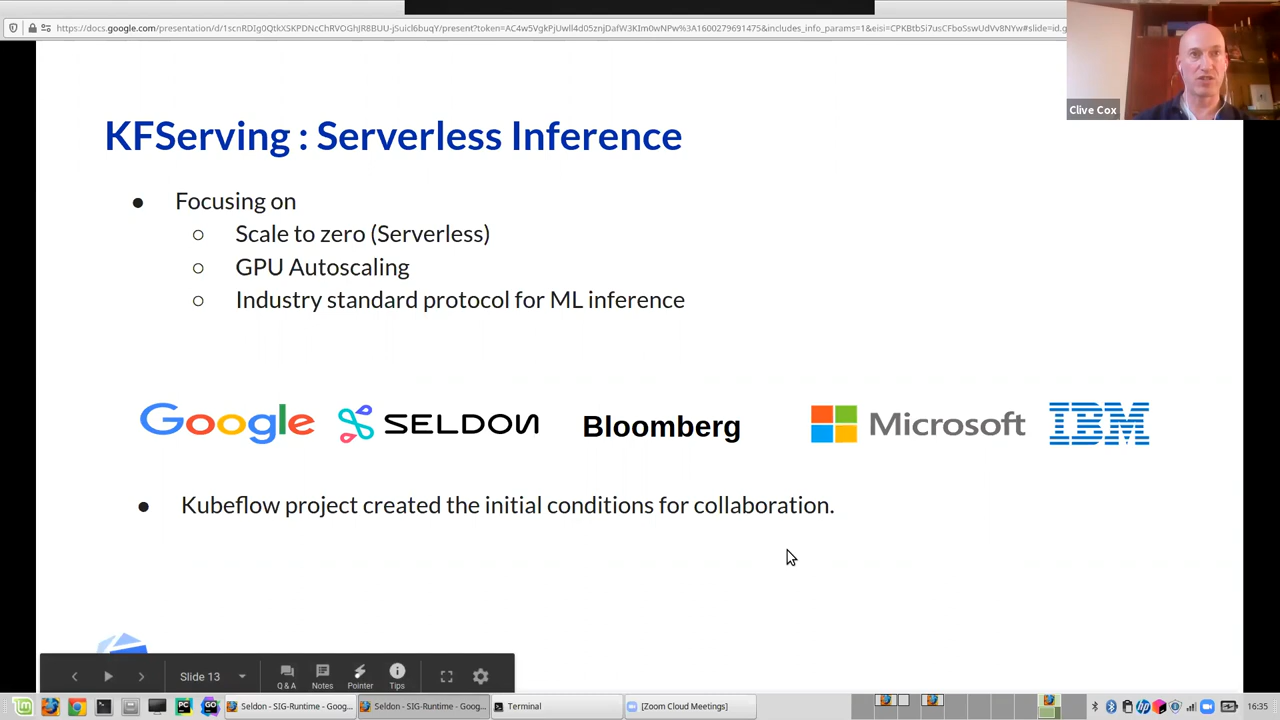 Clive Cox
KFServing : Serverless Inference
● Focusing on
○ Scale to zero (Serverless)
○ GPU Autoscaling
○ Industry standard protocol for ML inference
Google SELDON Bloomberg Microsoft IBM
● Kubeflow project created the initial conditions for collaboration.
Slide 13 Q & A Notes Pointer Tips
Seldon - SIG-Runtime - Goog... Seldon - SIG-Runtime - Goog... Terminal [Zoom Cloud Meetings] 16:35